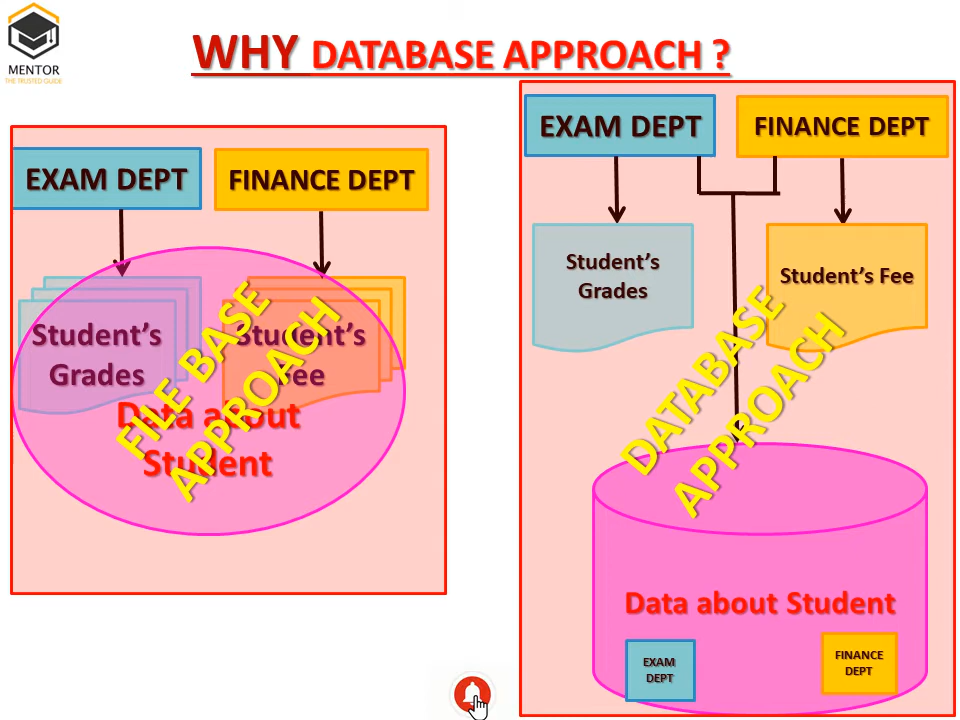 MENTOR
THE TRUSTED GUIDE
WHY DATABASE APPROACH ?
EXAM DEPT
FINANCE DEPT
Student's
Grades
Student's
Fee
Data about
Student
FILE BASE
APPROACH
EXAM DEPT
FINANCE DEPT
Student's
Grades
Student's Fee
DATABASE
APPROACH
Data about Student
EXAM
DEPT
FINANCE
DEPT